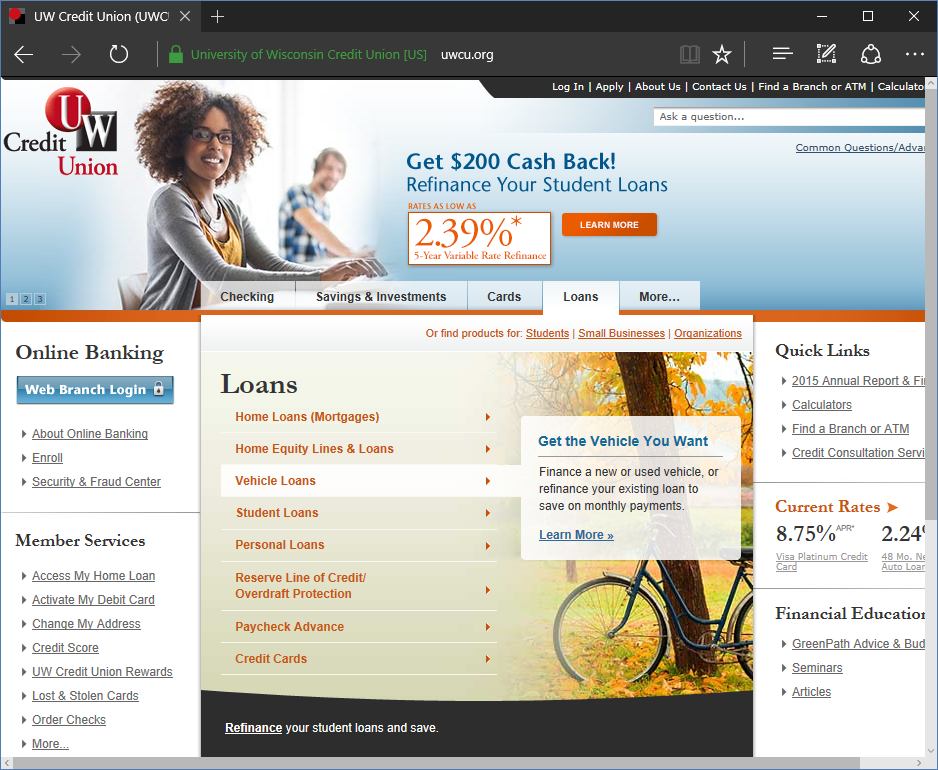 UW Credit Union (UWCU
University of Wisconsin Credit Union [US] uwcu.org
Log In | Apply | About Us | Contact Us | Find a Branch or ATM | Calculato
UW
Credit
Union
Ask a question...
Common Questions/Adva
Get $200 Cash Back!
Refinance Your Student Loans
RATES AS LOW AS
2.39%*
5-Year Variable Rate Refinance
LEARN MORE
1 2 3
Checking
Savings & Investments
Cards
Loans
More...
Or find products for: Students | Small Businesses | Organizations
Online Banking
Web Branch Login
About Online Banking
Enroll
Security & Fraud Center
Member Services
Access My Home Loan
Activate My Debit Card
Change My Address
Credit Score
UW Credit Union Rewards
Lost & Stolen Cards
Order Checks
More...
Loans
Home Loans (Mortgages)
Home Equity Lines & Loans
Vehicle Loans
Student Loans
Personal Loans
Reserve Line of Credit/
Overdraft Protection
Paycheck Advance
Credit Cards
Get the Vehicle You Want
Finance a new or used vehicle, or
refinance your existing loan to
save on monthly payments.
Learn More »
Refinance your student loans and save.
Quick Links
2015 Annual Report & Fi
Calculators
Find a Branch or ATM
Credit Consultation Servi
Current Rates
8.75% APR*
Visa Platinum Credit
Card
2.24%
48 Mo. Ne
Auto Loan
Financial Education
GreenPath Advice & Bud
Seminars
Articles